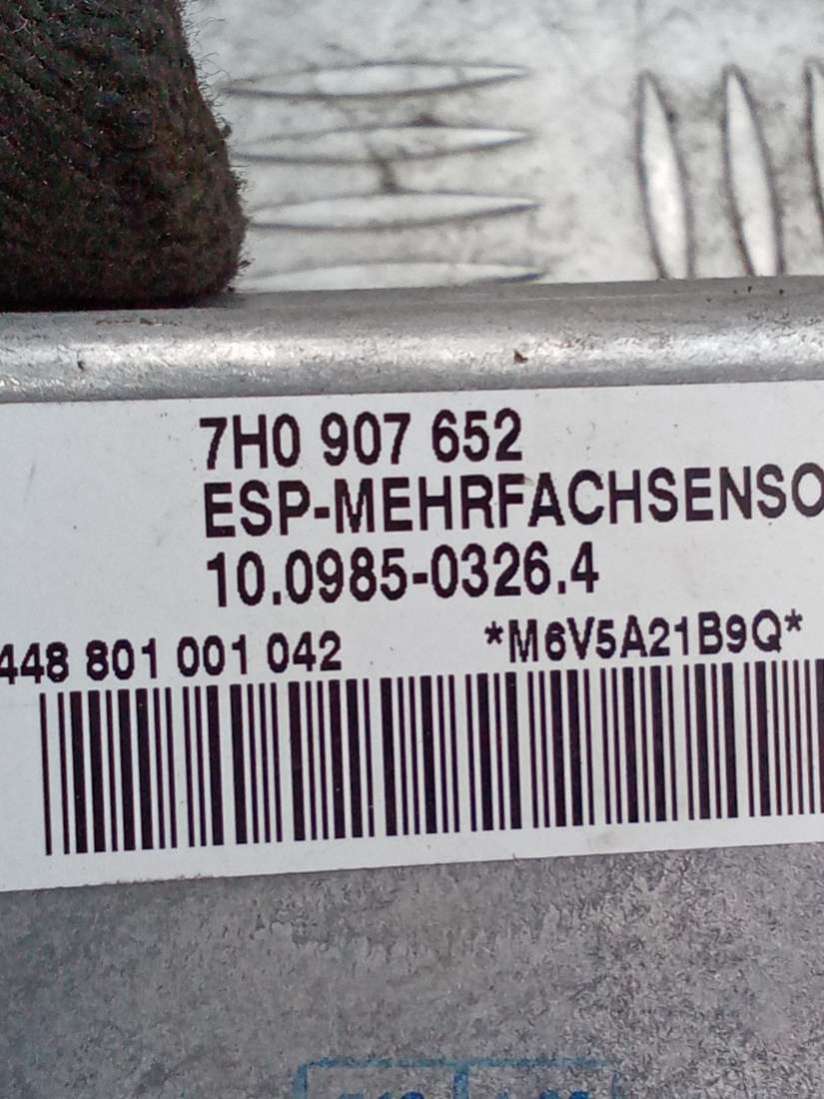 7H0 907 652
ESP-MEHRFACHSENSO
10.0985-0326.4
448 801 001 042 *M6V5A21B9Q*